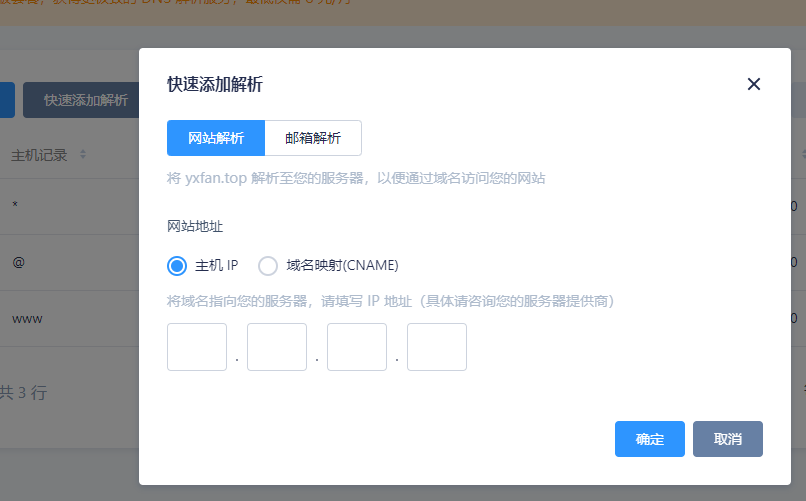 快速添加解析
快速添加解析
网站解析 邮箱解析
主机记录
将 yxfan.top 解析至您的服务器，以便通过域名访问您的网站
*
网站地址
@
主机 IP 域名映射(CNAME)
将域名指向您的服务器，请填写 IP 地址（具体请咨询您的服务器提供商）
www
. . .
共 3 行
确定 取消